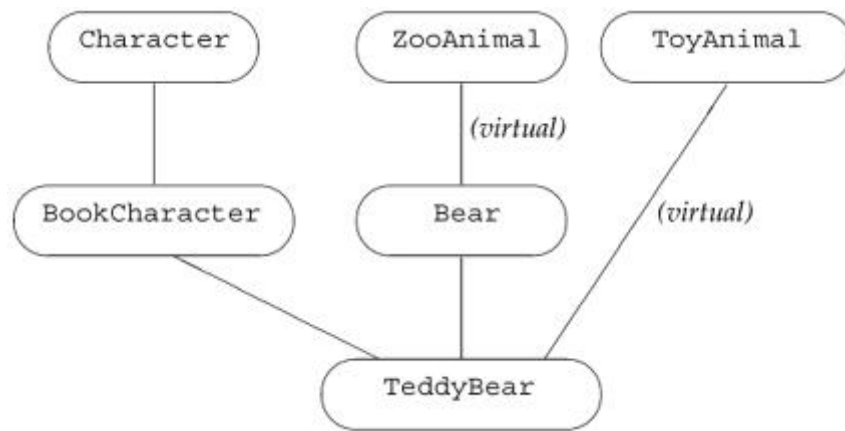 Character
ZooAnimal
ToyAnimal
(virtual)
BookCharacter
Bear
(virtual)
TeddyBear